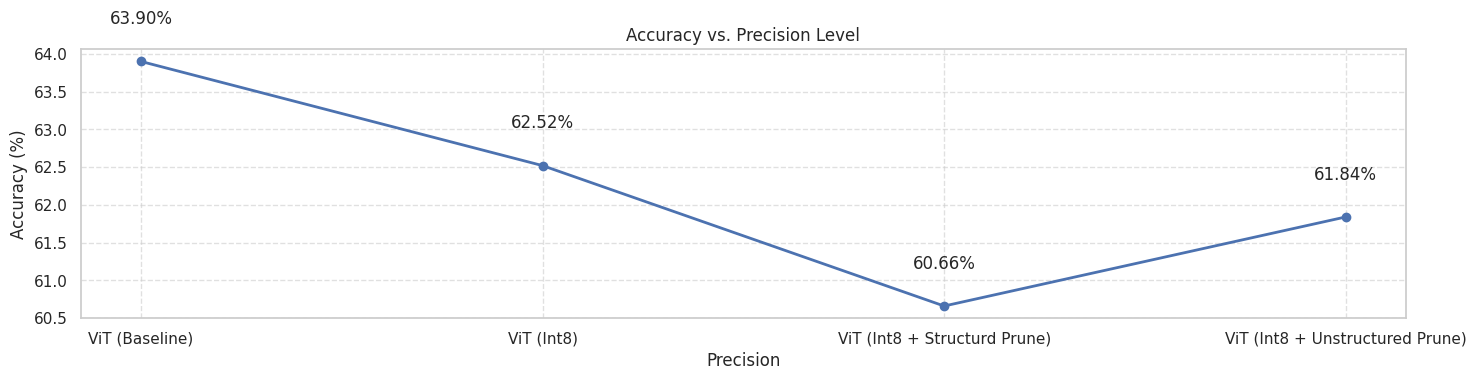 63.90%
Accuracy vs. Precision Level
64.0
63.5
63.0
62.5
62.0
61.5
61.0
60.5
Accuracy (%)
62.52%
60.66%
61.84%
ViT (Baseline)
ViT (Int8)
ViT (Int8 + Structurd Prune)
ViT (Int8 + Unstructured Prune)
Precision